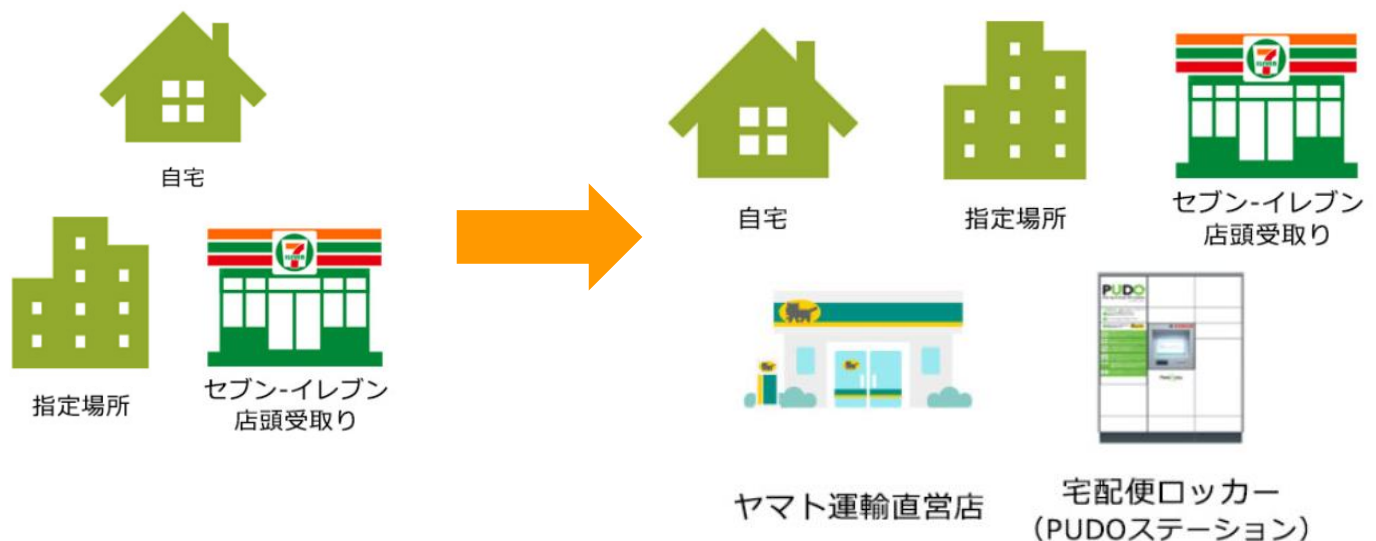 自宅
指定場所
セブン-イレブン
店頭受取り
自宅
指定場所
セブン-イレブン
店頭受取り
ヤマト運輸直営店
PUDO
宅配便ロッカー
（PUDOステーション）